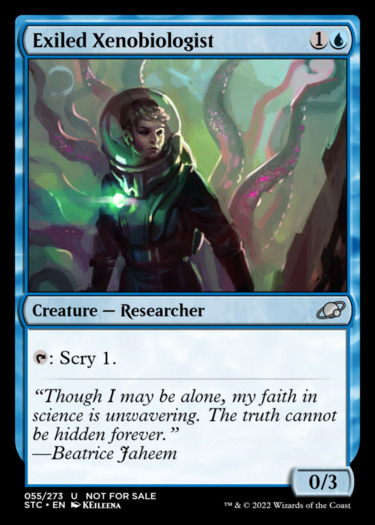 Exiled Xenobiologist 1
Creature — Researcher
: Scry 1.
“Though I may be alone, my faith in
science is unwavering. The truth cannot
be hidden forever.”
—Beatrice Jaheem
0/3
055/273 U NOT FOR SALE
STC • EN KEileena
™ & © 2022 Wizards of the Coast